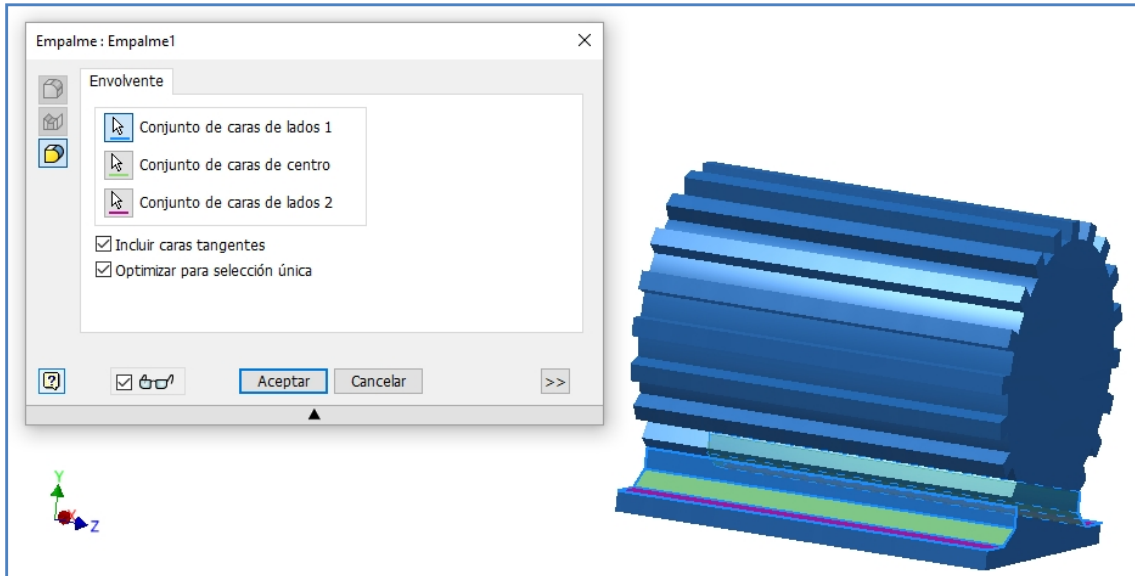 Empalme : Empalme1
Envolvente
Conjunto de caras de lados 1
Conjunto de caras de centro
Conjunto de caras de lados 2
Incluir caras tangentes
Optimizar para selección única
Aceptar
Cancelar
>>
Y
X
Z